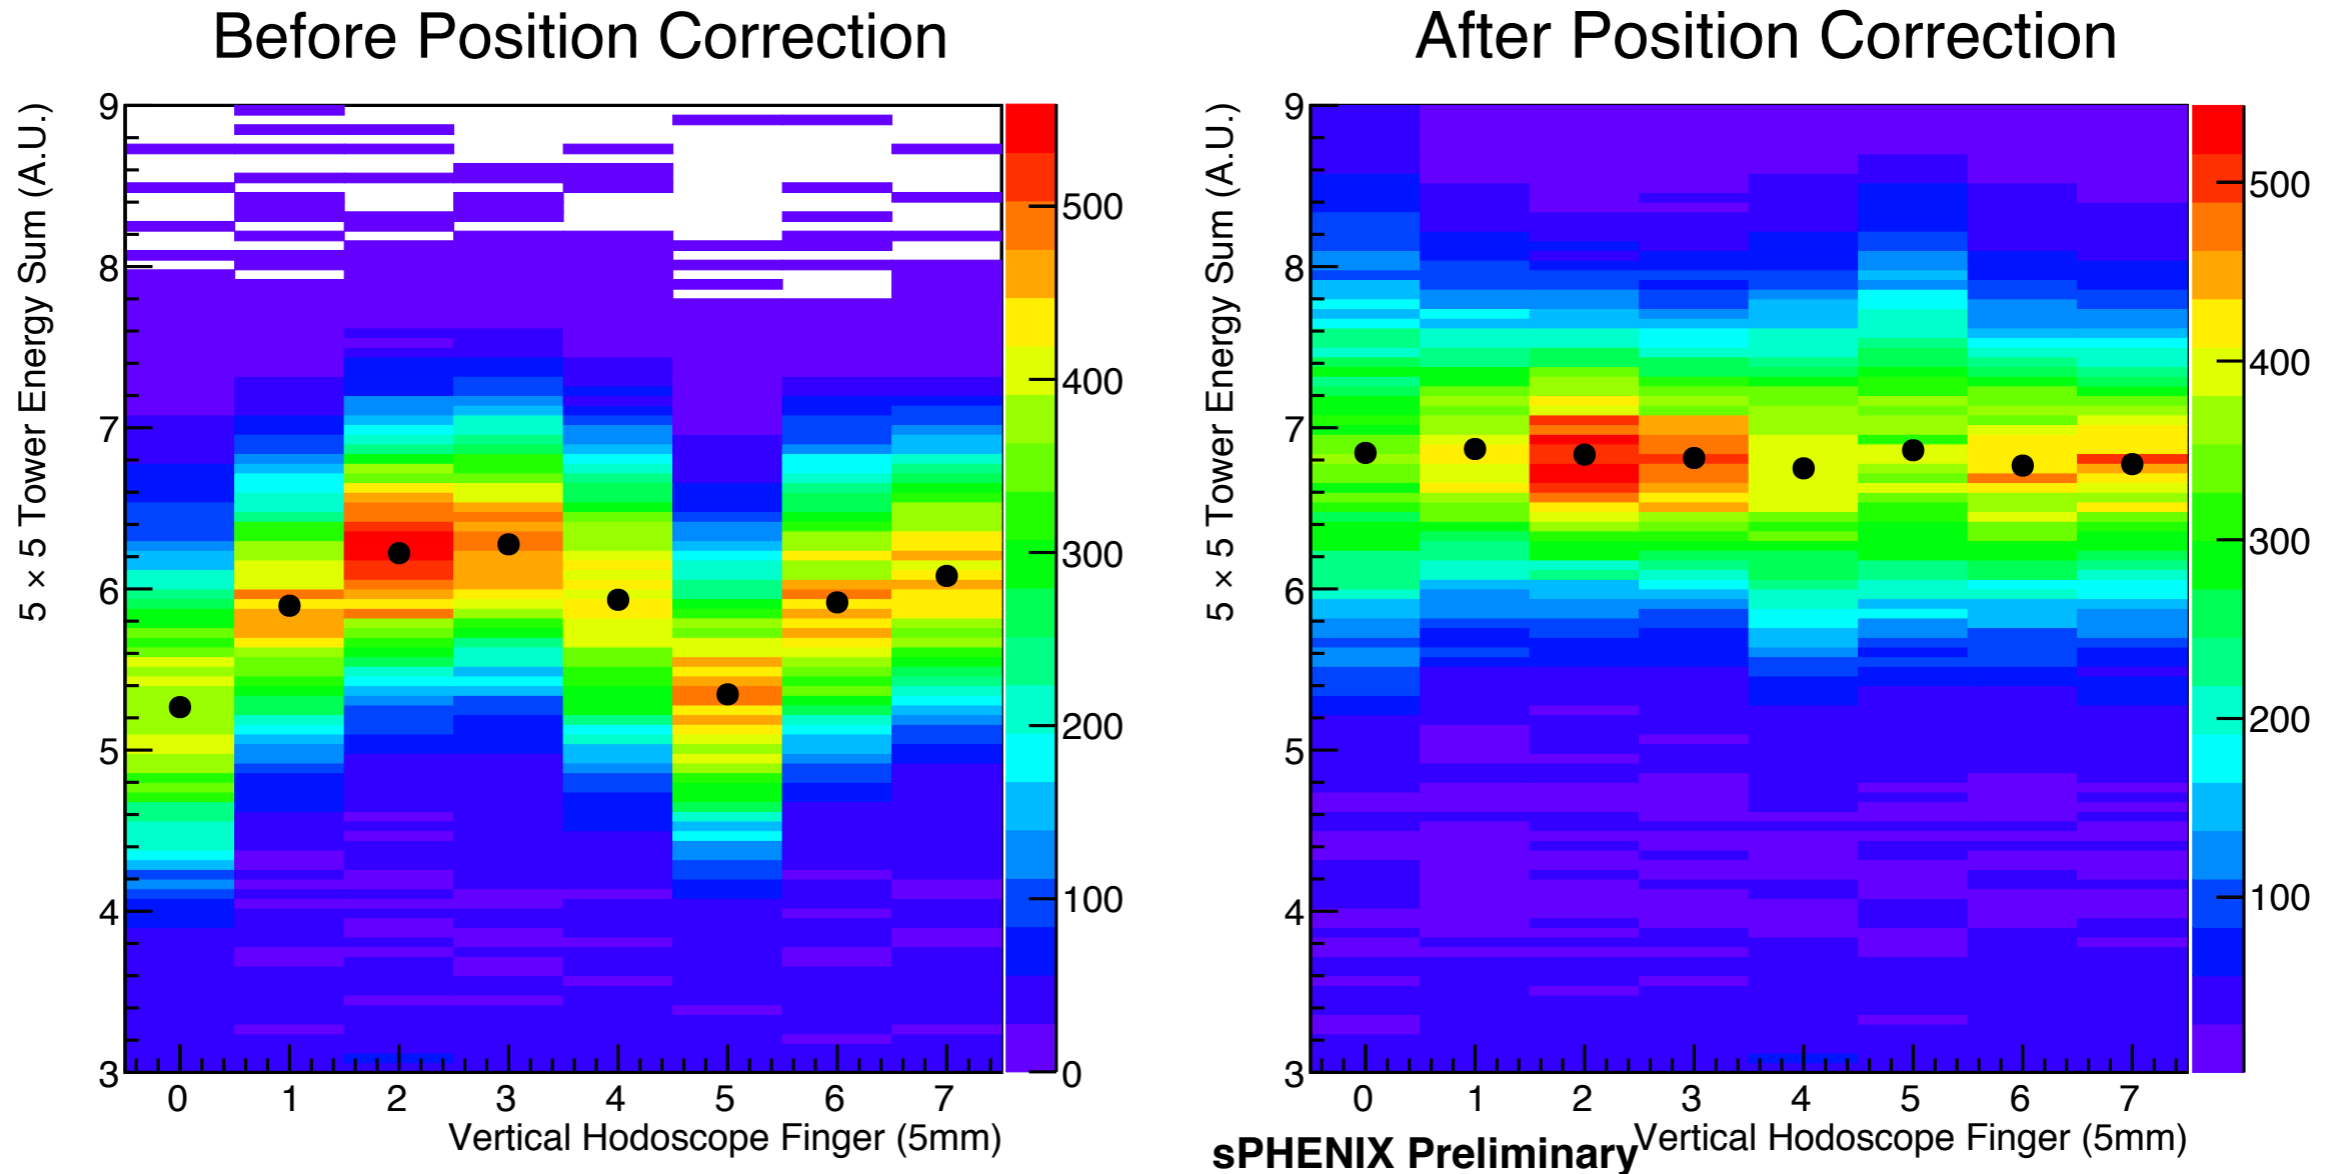 Before Position Correction
5 × 5 Tower Energy Sum (A.U.)
9
8
7
6
5
4
3
0 1 2 3 4 5 6 7
Vertical Hodoscope Finger (5mm)
500
400
300
200
100
0
After Position Correction
5 × 5 Tower Energy Sum (A.U.)
9
8
7
6
5
4
3
0 1 2 3 4 5 6 7
Vertical Hodoscope Finger (5mm)
500
400
300
200
100
sPHENIX Preliminary